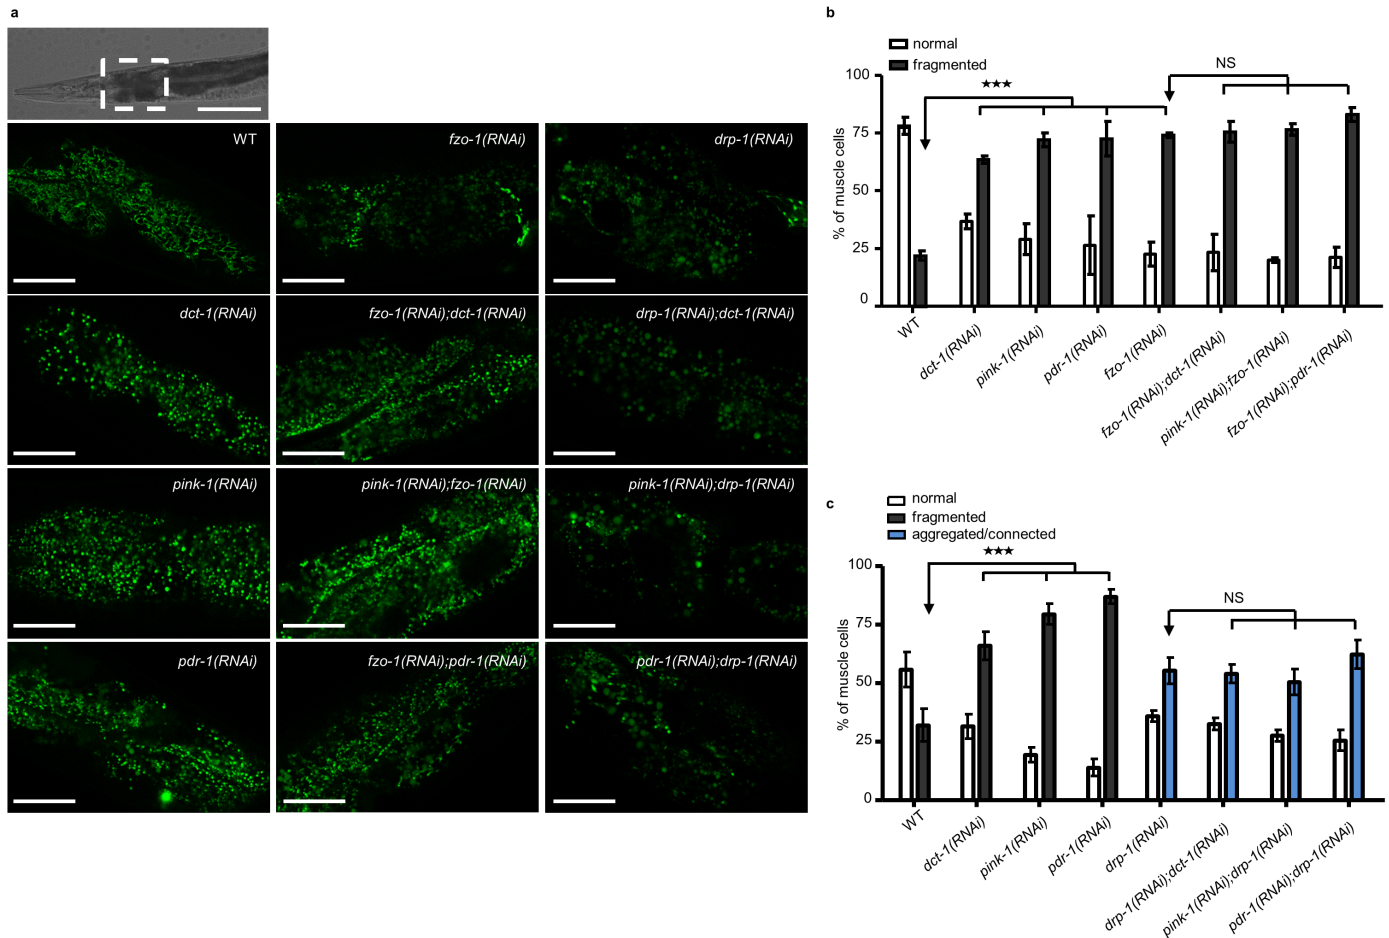 a
WT
fzo-1(RNAi)
drp-1(RNAi)
dct-1(RNAi)
fzo-1(RNAi);dct-1(RNAi)
drp-1(RNAi);dct-1(RNAi)
pink-1(RNAi)
pink-1(RNAi);fzo-1(RNAi)
pink-1(RNAi);drp-1(RNAi)
pdr-1(RNAi)
fzo-1(RNAi);pdr-1(RNAi)
pdr-1(RNAi);drp-1(RNAi)
b
normal
fragmented
★★★
NS
100
75
50
25
0
% of muscle cells
WT
dct-1(RNAi)
pink-1(RNAi)
pdr-1(RNAi)
fzo-1(RNAi)
fzo-1(RNAi);dct-1(RNAi)
pink-1(RNAi);fzo-1(RNAi)
fzo-1(RNAi);pdr-1(RNAi)
c
normal
fragmented
aggregated/connected
★★★
NS
100
75
50
25
0
% of muscle cells
WT
dct-1(RNAi)
pink-1(RNAi)
pdr-1(RNAi)
drp-1(RNAi)
drp-1(RNAi);dct-1(RNAi)
pink-1(RNAi);drp-1(RNAi)
pdr-1(RNAi);drp-1(RNAi)